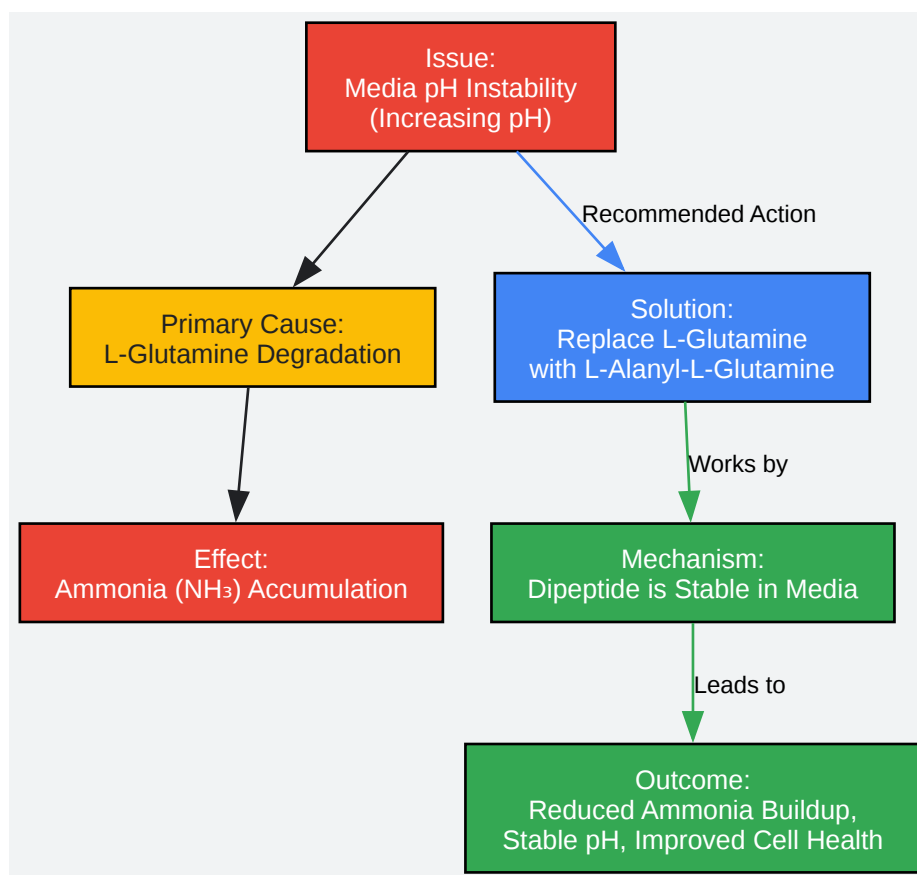 Issue:
Media pH Instability
(Increasing pH)
Recommended Action
Primary Cause:
L-Glutamine Degradation
Solution:
Replace L-Glutamine
with L-Alanyl-L-Glutamine
Works by
Effect:
Ammonia (NH₃) Accumulation
Mechanism:
Dipeptide is Stable in Media
Leads to
Outcome:
Reduced Ammonia Buildup,
Stable pH, Improved Cell Health